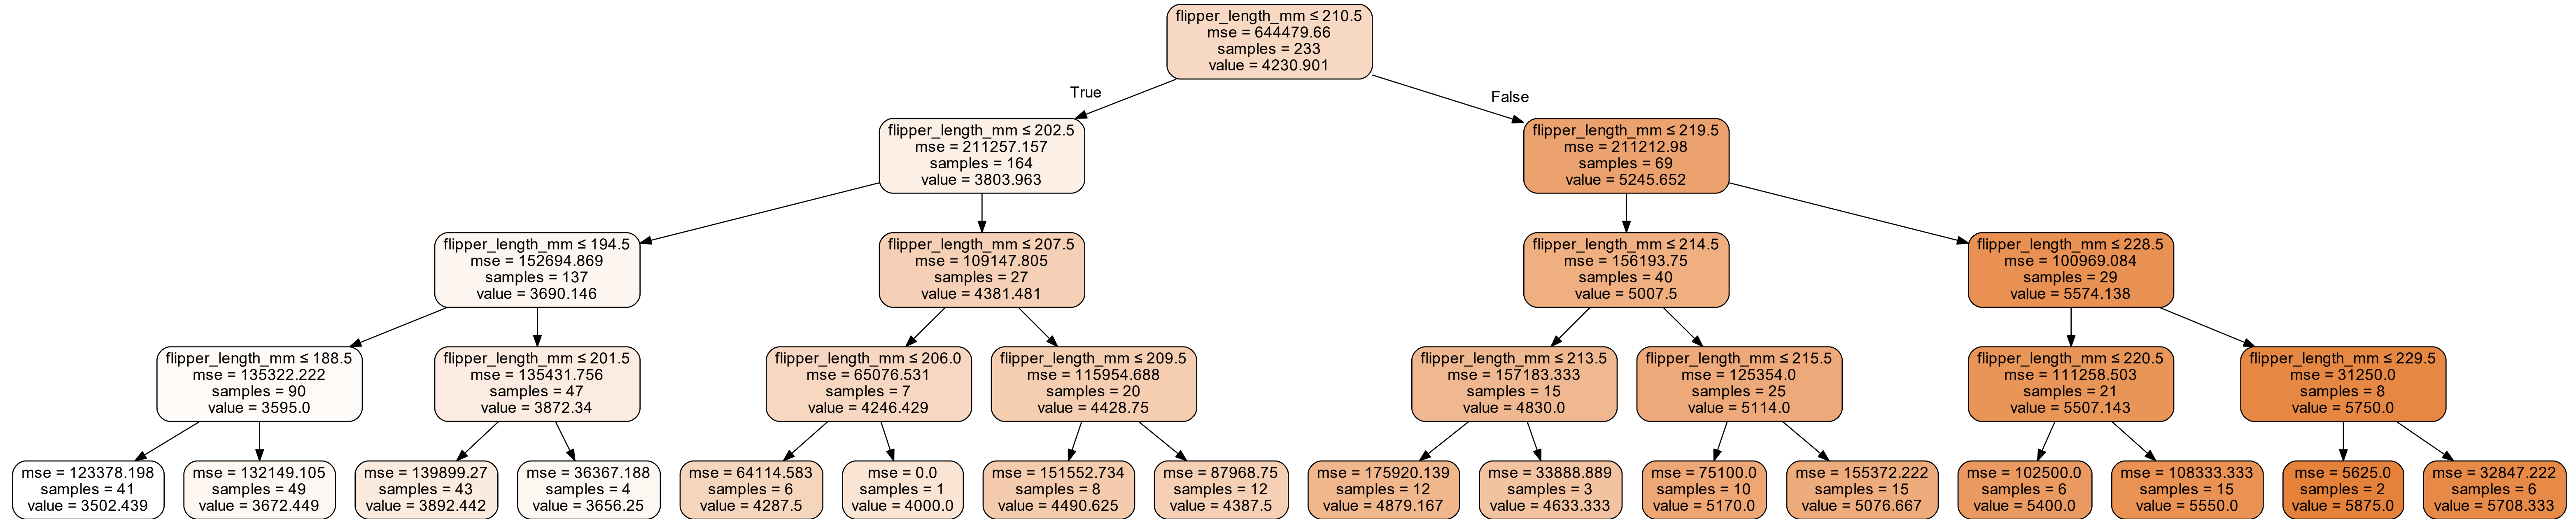 flipper_length_mm ≤ 210.5
mse = 644479.66
samples = 233
value = 4230.901
True
False
flipper_length_mm ≤ 202.5
mse = 211257.157
samples = 164
value = 3803.963
flipper_length_mm ≤ 219.5
mse = 211212.98
samples = 69
value = 5245.652
flipper_length_mm ≤ 194.5
mse = 152694.869
samples = 137
value = 3690.146
flipper_length_mm ≤ 207.5
mse = 109147.805
samples = 27
value = 4381.481
flipper_length_mm ≤ 214.5
mse = 156193.75
samples = 40
value = 5007.5
flipper_length_mm ≤ 228.5
mse = 100969.084
samples = 29
value = 5574.138
flipper_length_mm ≤ 188.5
mse = 135322.222
samples = 90
value = 3595.0
flipper_length_mm ≤ 201.5
mse = 135431.756
samples = 47
value = 3872.34
flipper_length_mm ≤ 206.0
mse = 65076.531
samples = 7
value = 4246.429
flipper_length_mm ≤ 209.5
mse = 115954.688
samples = 20
value = 4428.75
flipper_length_mm ≤ 213.5
mse = 157183.333
samples = 15
value = 4830.0
flipper_length_mm ≤ 215.5
mse = 125354.0
samples = 25
value = 5114.0
flipper_length_mm ≤ 220.5
mse = 111258.503
samples = 21
value = 5507.143
flipper_length_mm ≤ 229.5
mse = 31250.0
samples = 8
value = 5750.0
mse = 123378.198
samples = 41
value = 3502.439
mse = 132149.105
samples = 49
value = 3672.449
mse = 139899.27
samples = 43
value = 3892.442
mse = 36367.188
samples = 4
value = 3656.25
mse = 64114.583
samples = 6
value = 4287.5
mse = 0.0
samples = 1
value = 4000.0
mse = 151552.734
samples = 8
value = 4490.625
mse = 87968.75
samples = 12
value = 4387.5
mse = 175920.139
samples = 12
value = 4879.167
mse = 33888.889
samples = 3
value = 4633.333
mse = 75100.0
samples = 10
value = 5170.0
mse = 155372.222
samples = 15
value = 5076.667
mse = 102500.0
samples = 6
value = 5400.0
mse = 108333.333
samples = 15
value = 5550.0
mse = 5625.0
samples = 2
value = 5875.0
mse = 32847.222
samples = 6
value = 5708.333